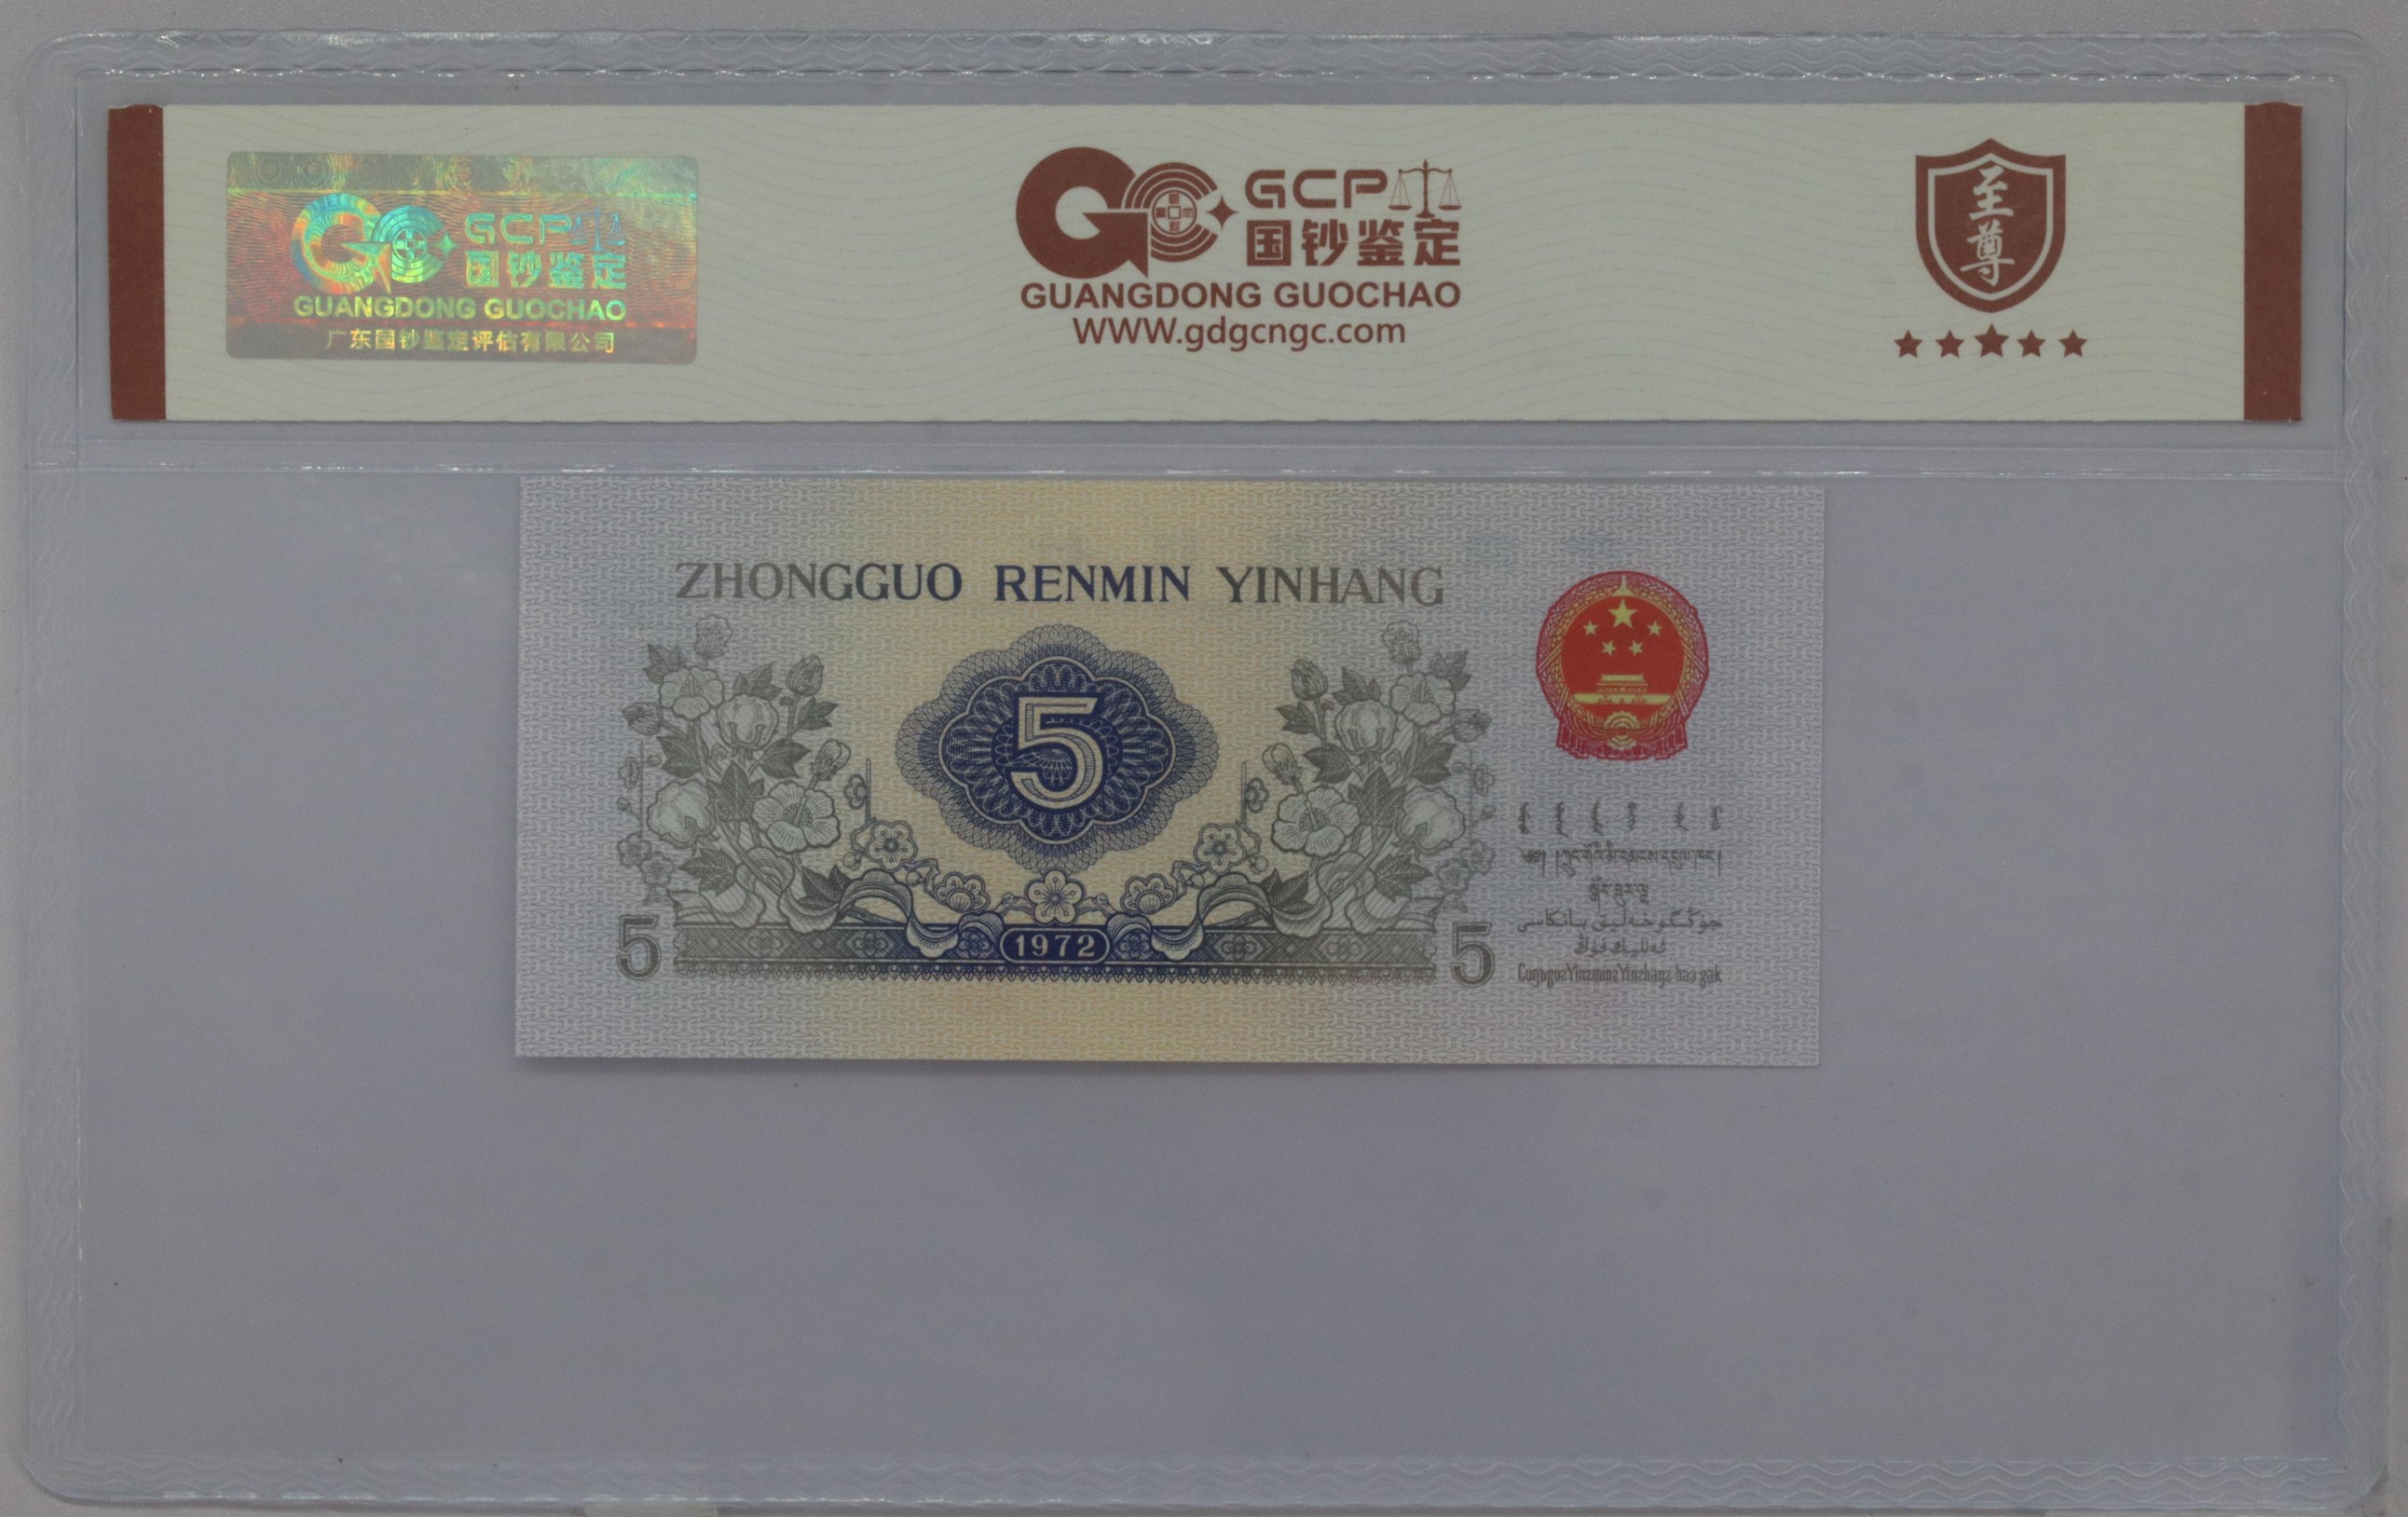 GCP
国钞鉴定
GUANGDONG GUOCHAO
广东国钞鉴定评估有限公司
GCP
国钞鉴定
GUANGDONG GUOCHAO
WWW.gdgcngc.com
至尊
ZHONGGUO RENMIN YINHANG
5
1972
5
5
جۇڭگوخەلىق بانكاسى